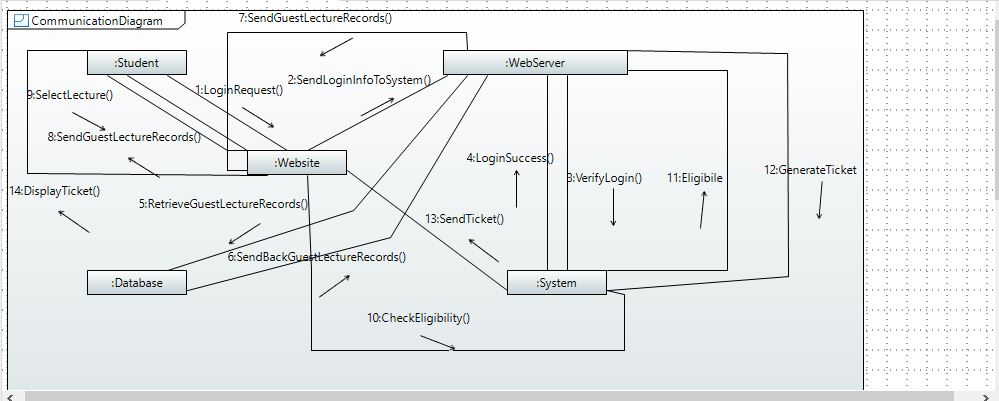 7:SendGuestLectureRecords()
CommunicationDiagram
:Student
:WebServer
2:SendLoginInfoToSystem()
9:SelectLecture()
1:LoginRequest()
8:SendGuestLectureRecords()
:Website
4:LoginSuccess()
3:VerifyLogin()
11:Eligibile
12:GenerateTicket
14:DisplayTicket()
5:RetrieveGuestLectureRecords()
13:SendTicket()
6:SendBackGuestLectureRecords()
:Database
:System
10:CheckEligibility()